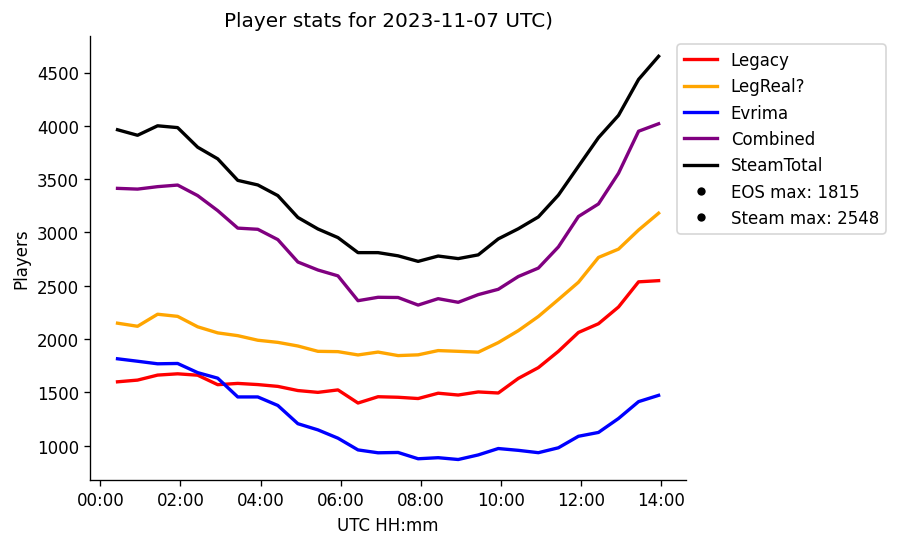 Player stats for 2023-11-07 UTC)
Players
4500
4000
3500
3000
2500
2000
1500
1000
00:00 02:00 04:00 06:00 08:00 10:00 12:00 14:00
UTC HH:mm
Legacy
LegReal?
Evrima
Combined
SteamTotal
EOS max: 1815
Steam max: 2548